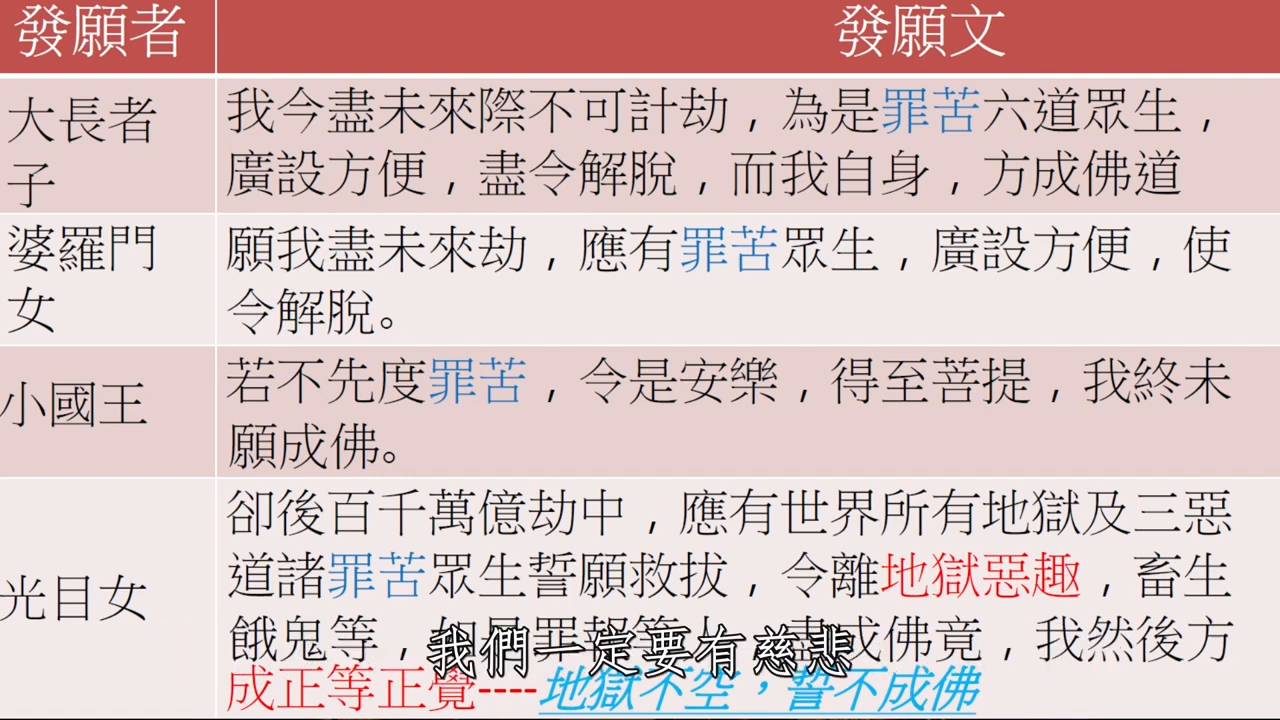 發願者
發願文
大長者
子
我今盡未來際不可計劫，為是罪苦六道眾生，
廣設方便，盡令解脫，而我自身，方成佛道
婆羅門
女
願我盡未來劫，應有罪苦眾生，廣設方便，使
令解脫。
小國王
若不先度罪苦，令是安樂，得至菩提，我終未
願成佛。
光目女
卻後百千萬億劫中，應有世界所有地獄及三惡
道諸罪苦眾生誓願救拔，令離地獄惡趣，畜生
餓鬼等，如是罪報等人，盡成佛竟，我然後方
成正等正覺----地獄不空，誓不成佛
我們一定要有慈悲